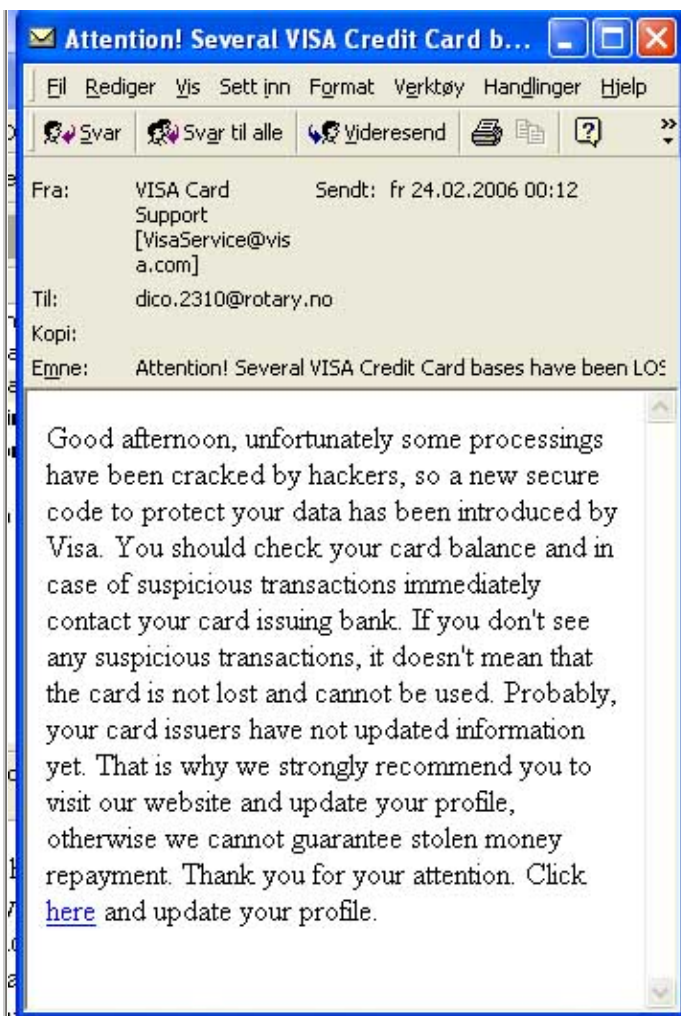 Attention! Several VISA Credit Card b...
Fil Rediger Vis Sett inn Format Verktøy Handlinger Hjelp
Svar Svar til alle Videresend
Fra: VISA Card Sendt: fr 24.02.2006 00:12
Support
[VisaService@vis
a.com]
Til: dico.2310@rotary.no
Kopi:
Emne: Attention! Several VISA Credit Card bases have been LOS
Good afternoon, unfortunately some processings
have been cracked by hackers, so a new secure
code to protect your data has been introduced by
Visa. You should check your card balance and in
case of suspicious transactions immediately
contact your card issuing bank. If you don't see
any suspicious transactions, it doesn't mean that
the card is not lost and cannot be used. Probably,
your card issuers have not updated information
yet. That is why we strongly recommend you to
visit our website and update your profile,
otherwise we cannot guarantee stolen money
repayment. Thank you for your attention. Click
here and update your profile.